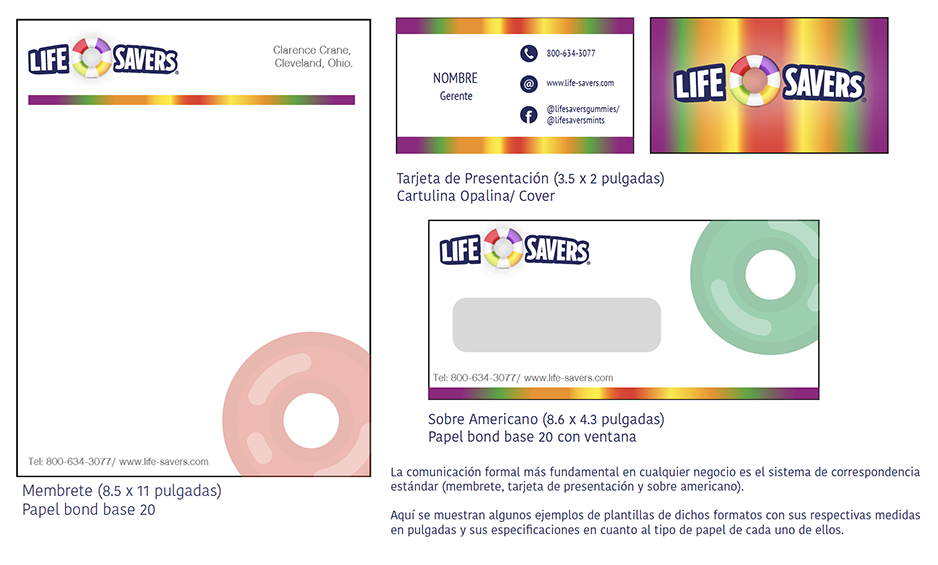 LIFE SAVERS
Clarence Crane,
Cleveland, Ohio.
Tel: 800-634-3077/ www.life-savers.com
Membrete (8.5 x 11 pulgadas)
Papel bond base 20
NOMBRE
Gerente
800-634-3077
@ www.life-savers.com
f @lifesaversgummies/
@lifesaversmints
LIFE SAVERS
Tarjeta de Presentación (3.5 x 2 pulgadas)
Cartulina Opalina/ Cover
LIFE SAVERS
Tel: 800-634-3077/ www.life-savers.com
Sobre Americano (8.6 x 4.3 pulgadas)
Papel bond base 20 con ventana
La comunicación formal más fundamental en cualquier negocio es el sistema de correspondencia
estándar (membrete, tarjeta de presentación y sobre americano).
Aquí se muestran algunos ejemplos de plantillas de dichos formatos con sus respectivas medidas
en pulgadas y sus especificaciones en cuanto al tipo de papel de cada uno de ellos.